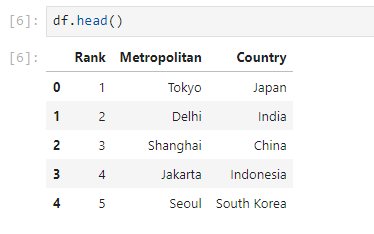 [6]: df.head()
[6]: Rank Metropolitan Country
0 1 Tokyo Japan
1 2 Delhi India
2 3 Shanghai China
3 4 Jakarta Indonesia
4 5 Seoul South Korea